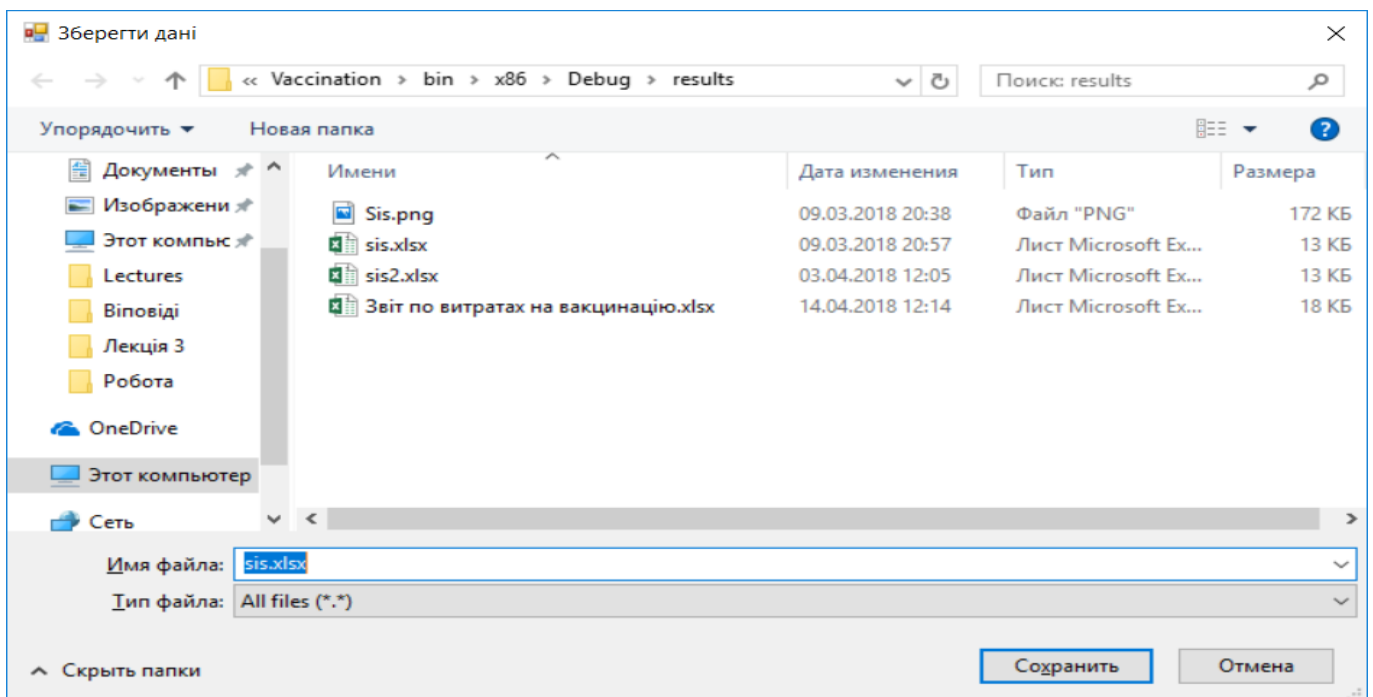 Зберегти дані
« Vaccination > bin > x86 > Debug > results
Поиск: results
Упорядочить Новая папка
?
Документы
Изображени
Этот компьс
Lectures
Віповіді
Лекція 3
Робота
OneDrive
Этот компьютер
Сеть
Имени Дата изменения Тип Размера
Sis.png 09.03.2018 20:38 Файл "PNG" 172 КБ
sis.xlsx 09.03.2018 20:57 Лист Microsoft Ex... 13 КБ
sis2.xlsx 03.04.2018 12:05 Лист Microsoft Ex... 13 КБ
Звіт по витратах на вакцинацію.xlsx 14.04.2018 12:14 Лист Microsoft Ex... 18 КБ
Имя файла: sis.xlsx
Тип файла: All files (*.*)
Скрыть папки
Сохранить Отмена